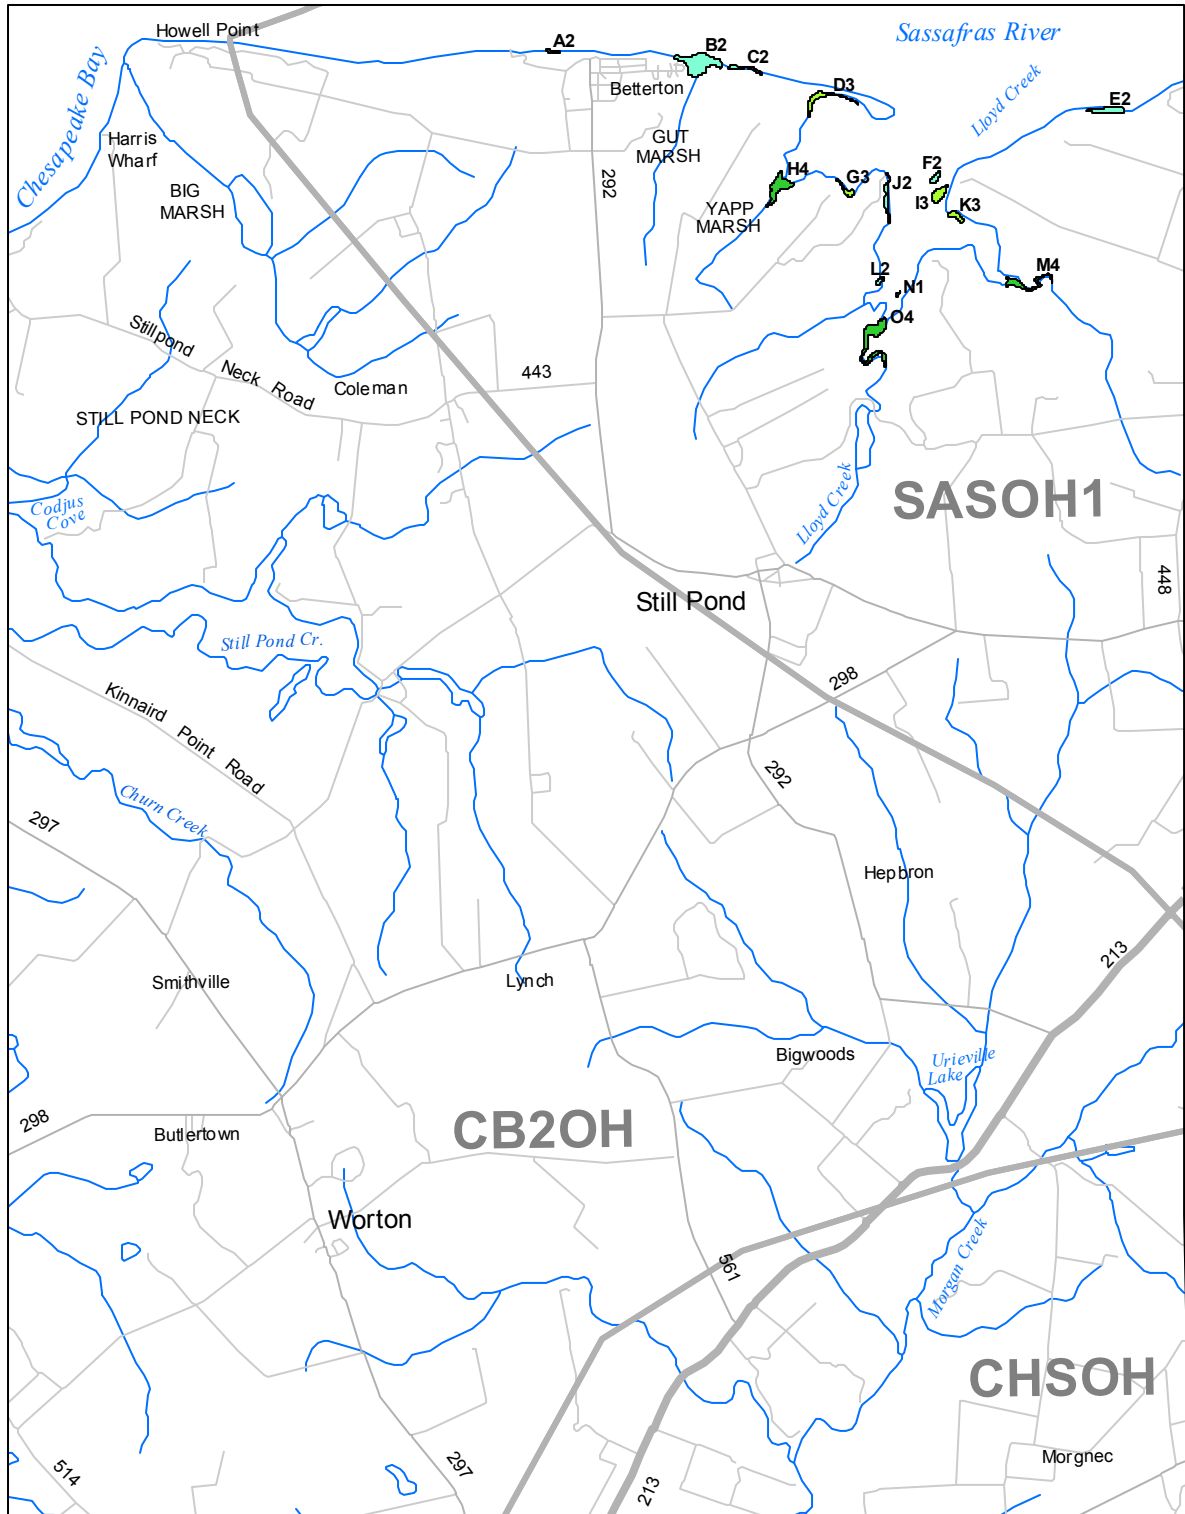 Howell Point
A2
B2
C2
Sassafras River
Chesapeake Bay
Betterton
D3
Lloyd Creek
E2
Harris
Wharf
GUT
MARSH
BIG
MARSH
292
H4
G3
J2
F2
I3
K3
YAPP
MARSH
L2
N1
M4
O4
Stillpond
Neck Road
Coleman
443
STILL POND NECK
Codjus
Cove
Lloyd Creek
SASOH1
448
Still Pond
Still Pond Cr.
298
Kinnaird Point Road
292
Churn Creek
297
Hepbron
213
Smithville
Lynch
Bigwoods
Urieville
Lake
298
Butlertown
CB2OH
Worton
561
Morgan Creek
CHSOH
Morgnec
514
297
213